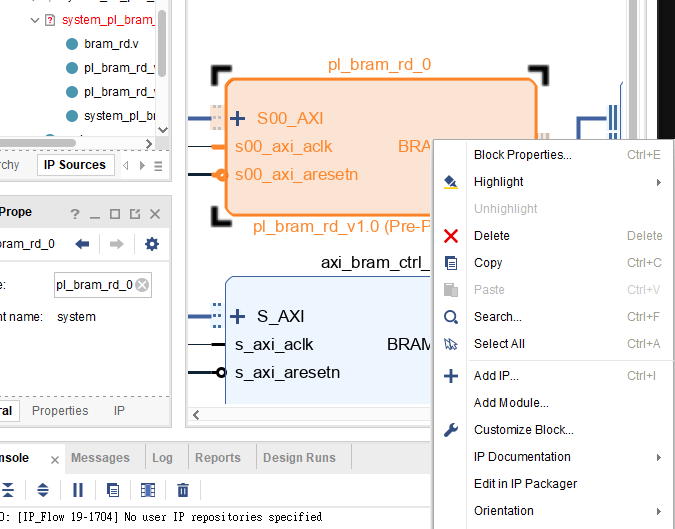 system_pl_bram_
bram_rd.v
pl_bram_rd_
pl_bram_rd_
system_pl_br
rchy
IP Sources
Prope
bram_rd_0
e:
pl_bram_rd_0
nt name:
system
ral
Properties
IP
pl_bram_rd_0
S00_AXI
s00_axi_aclk
BRA
s00_axi_aresetn
pl_bram_rd_v1.0 (Pre-P
axi_bram_ctrl_
S_AXI
s_axi_aclk
BRAM
s_axi_aresetn
Block Properties... Ctrl+E
Highlight
Unhighlight
Delete Delete
Copy Ctrl+C
Paste Ctrl+V
Search... Ctrl+F
Select All Ctrl+A
Add IP... Ctrl+I
Add Module...
Customize Block...
IP Documentation
Edit in IP Packager
Orientation
nsole
Messages
Log
Reports
Design Runs
O: [IP_Flow 19-1704] No user IP repositories specified